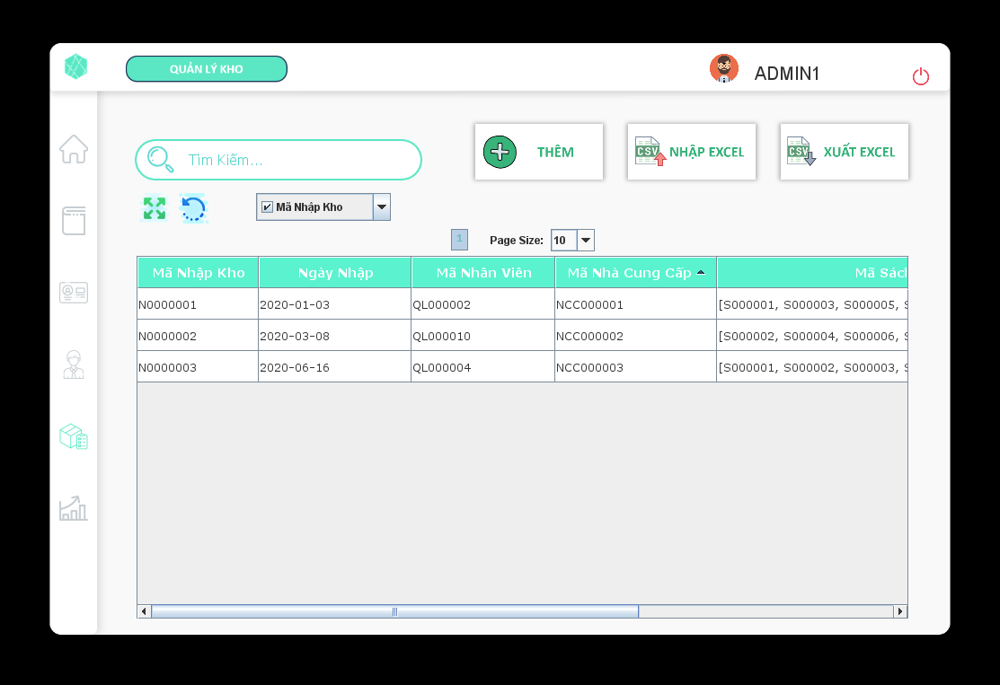 QUẢN LÝ KHO
ADMIN1
Tìm Kiếm...
THÊM
CSV NHẬP EXCEL
CSV XUẤT EXCEL
Mã Nhập Kho
1 Page Size: 10
Mã Nhập Kho Ngày Nhập Mã Nhân Viên Mã Nhà Cung Cấp Mã Sách
N0000001 2020-01-03 QL000002 NCC000001 [S000001, S000003, S000005, S
N0000002 2020-03-08 QL000010 NCC000002 [S000002, S000004, S000006, S
N0000003 2020-06-16 QL000004 NCC000003 [S000001, S000002, S000003, S